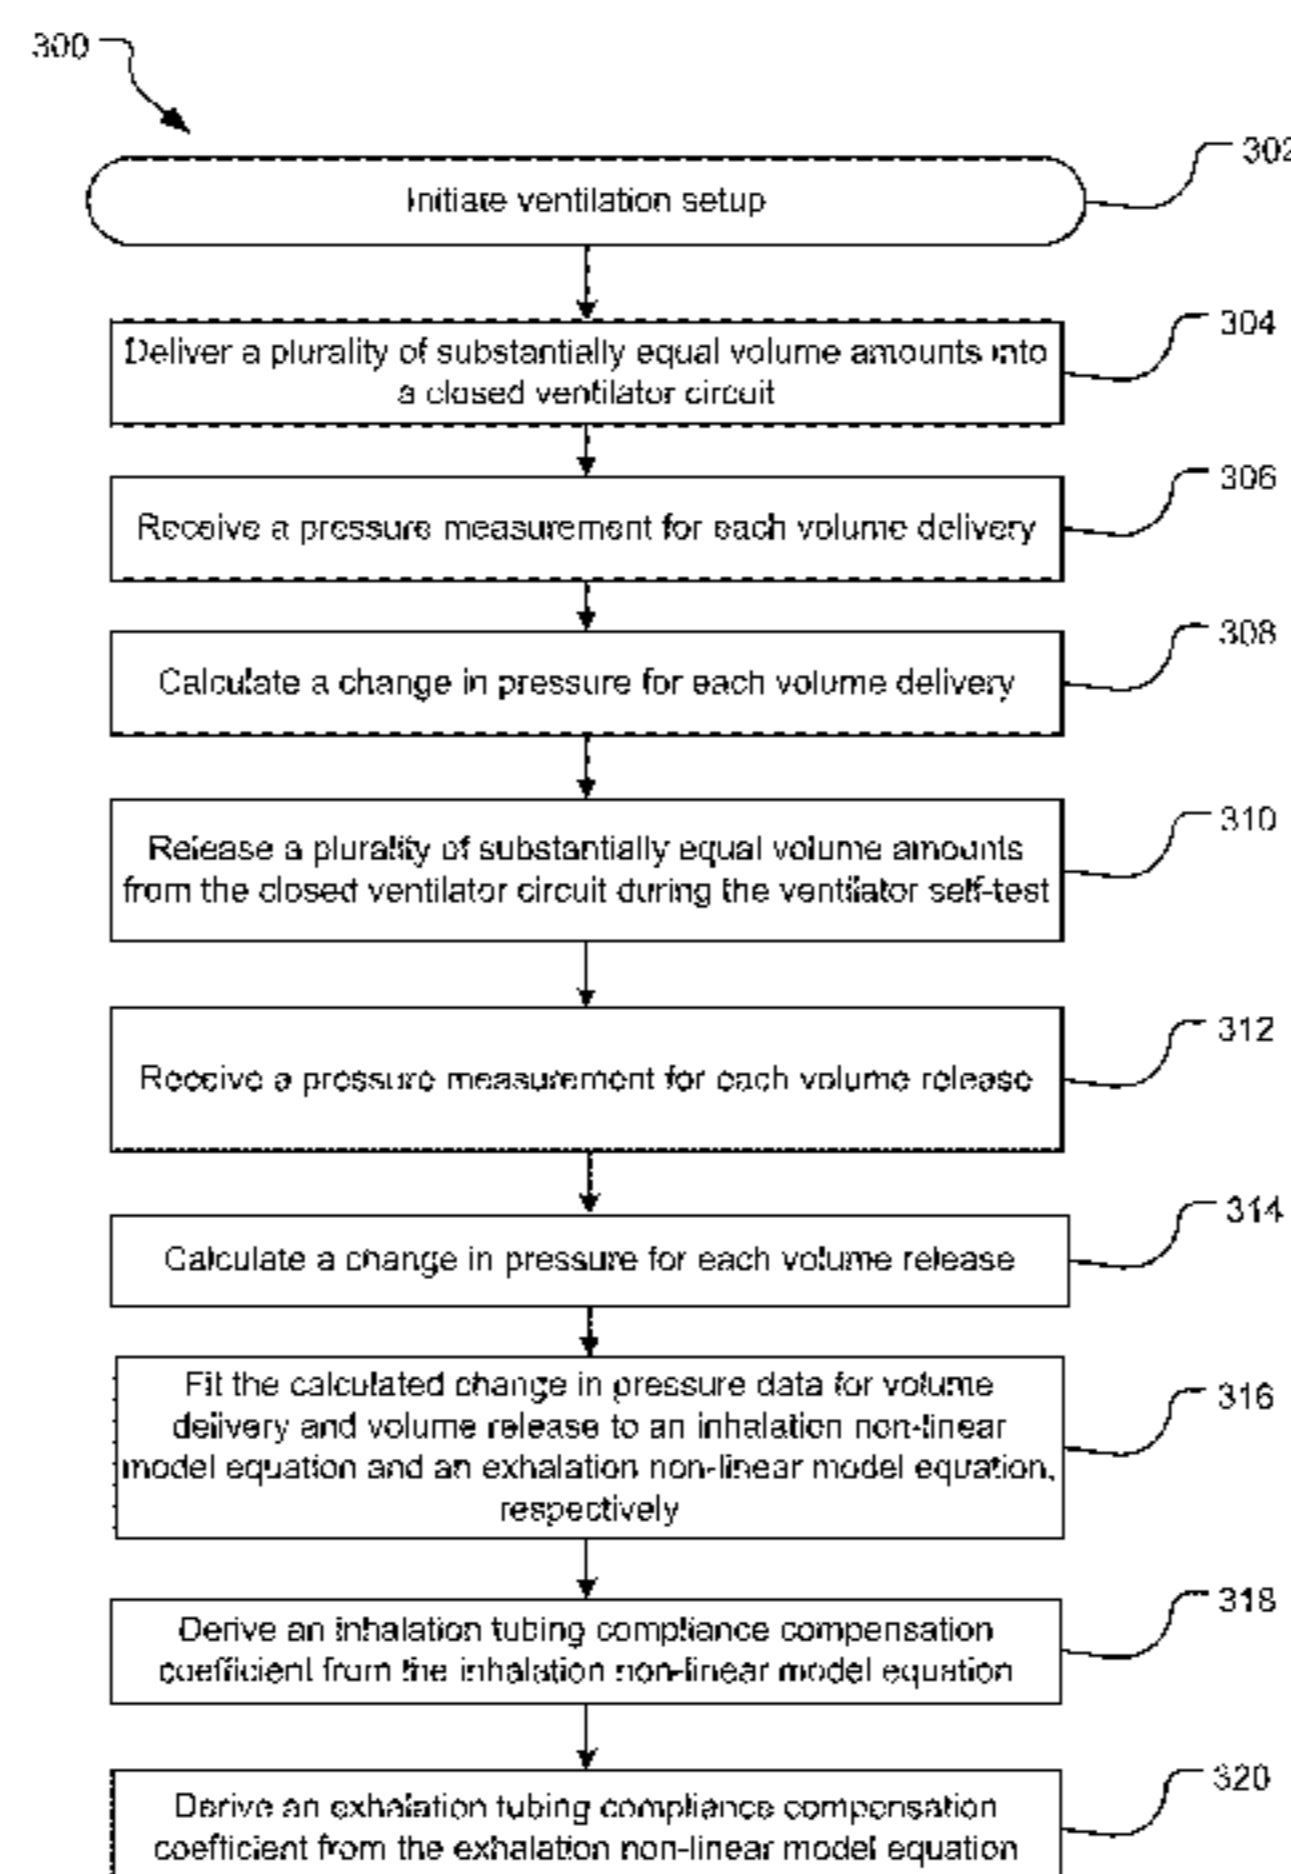 300
302
Initiate ventilation setup
304
Deliver a plurality of substantially equal volume amounts into
a closed ventilator circuit
306
Receive a pressure measurement for each volume delivery
308
Calculate a change in pressure for each volume delivery
310
Release a plurality of substantially equal volume amounts
from the closed ventilator circuit during the ventilator self-test
312
Receive a pressure measurement for each volume release
314
Calculate a change in pressure for each volume release
316
Fit the calculated change in pressure data for volume
delivery and volume release to an inhalation non-linear
model equation and an exhalation non-linear model equation,
respectively
318
Derive an inhalation tubing compliance compensation
coefficient from the inhalation non-linear model equation
320
Derive an exhalation tubing compliance compensation
coefficient from the exhalation non-linear model equation